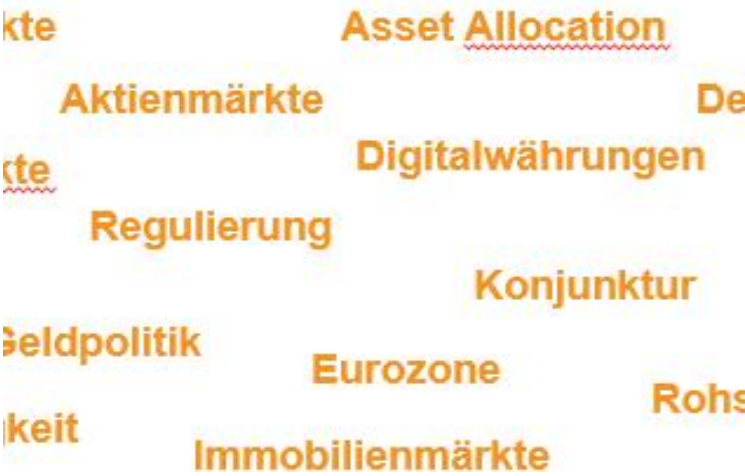 kte Asset Allocation
Aktienmärkte De
kte Digitalwährungen
Regulierung
Konjunktur
Geldpolitik
Eurozone
Rohs
keit
Immobilienmärkte